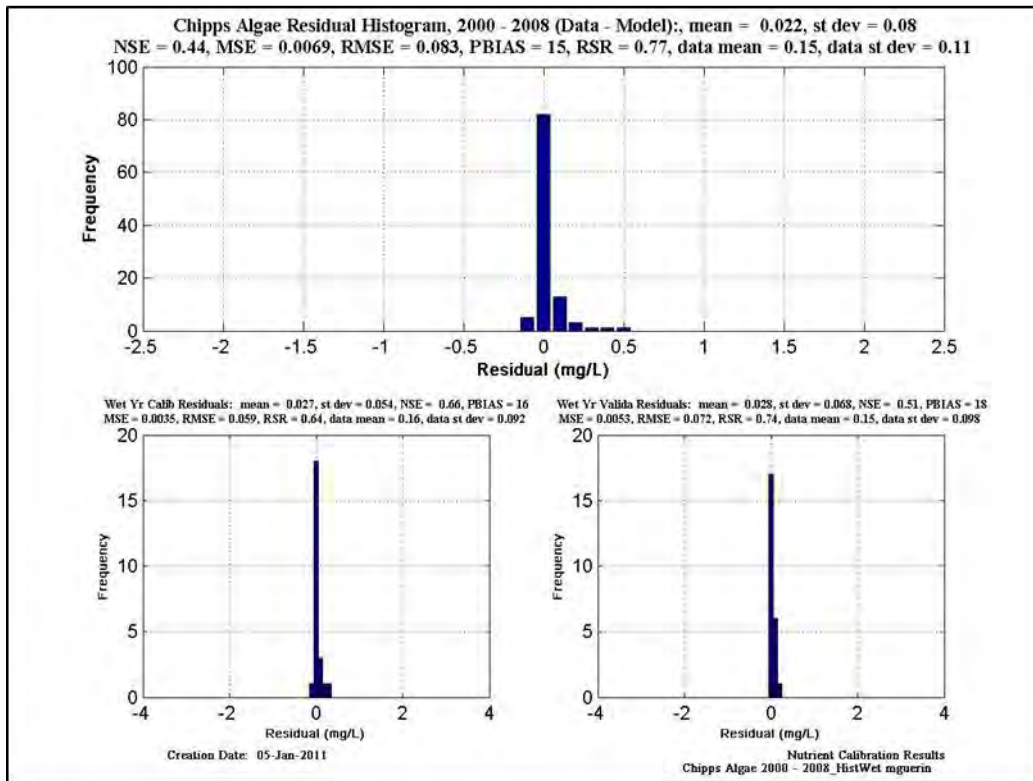 Chipps Algae Residual Histogram, 2000 - 2008 (Data - Model):, mean = 0.022, st dev = 0.08
NSE = 0.44, MSE = 0.0069, RMSE = 0.083, PBIAS = 15, RSR = 0.77, data mean = 0.15, data st dev = 0.11
100
80
60
40
20
0
Frequency
-2.5 -2 -1.5 -1 -0.5 0 0.5 1 1.5 2 2.5
Residual (mg/L)
Wet Yr Calib Residuals: mean = 0.027, st dev = 0.054, NSE = 0.66, PBIAS = 16
MSE = 0.0035, RMSE = 0.059, RSR = 0.64, data mean = 0.16, data st dev = 0.092
20
15
10
5
0
Frequency
-4 -2 0 2 4
Residual (mg/L)
Wet Yr Valida Residuals: mean = 0.028, st dev = 0.068, NSE = 0.51, PBIAS = 18
MSE = 0.0053, RMSE = 0.072, RSR = 0.74, data mean = 0.15, data st dev = 0.098
20
15
10
5
0
Frequency
-4 -2 0 2 4
Residual (mg/L)
Creation Date: 05-Jan-2011
Nutrient Calibration Results
Chipps Algae 2000 - 2008_HistWet mguerin